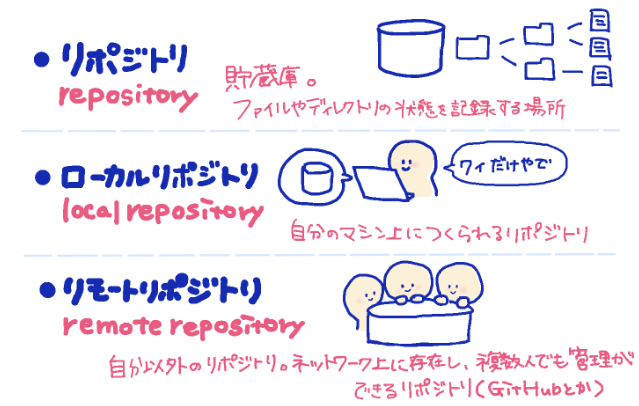 ● リポジトリ
repository
貯蔵庫。
ファイルやディレクトリの状態を記録する場所
● ローカルリポジトリ
local repository
ワイだけやで
自分のマシン上につくられるリポジトリ
● リモートリポジトリ
remote repository
自分以外のリポジトリ。ネットワーク上に存在し、複数人でも管理が
できるリポジトリ(GitHubとか)